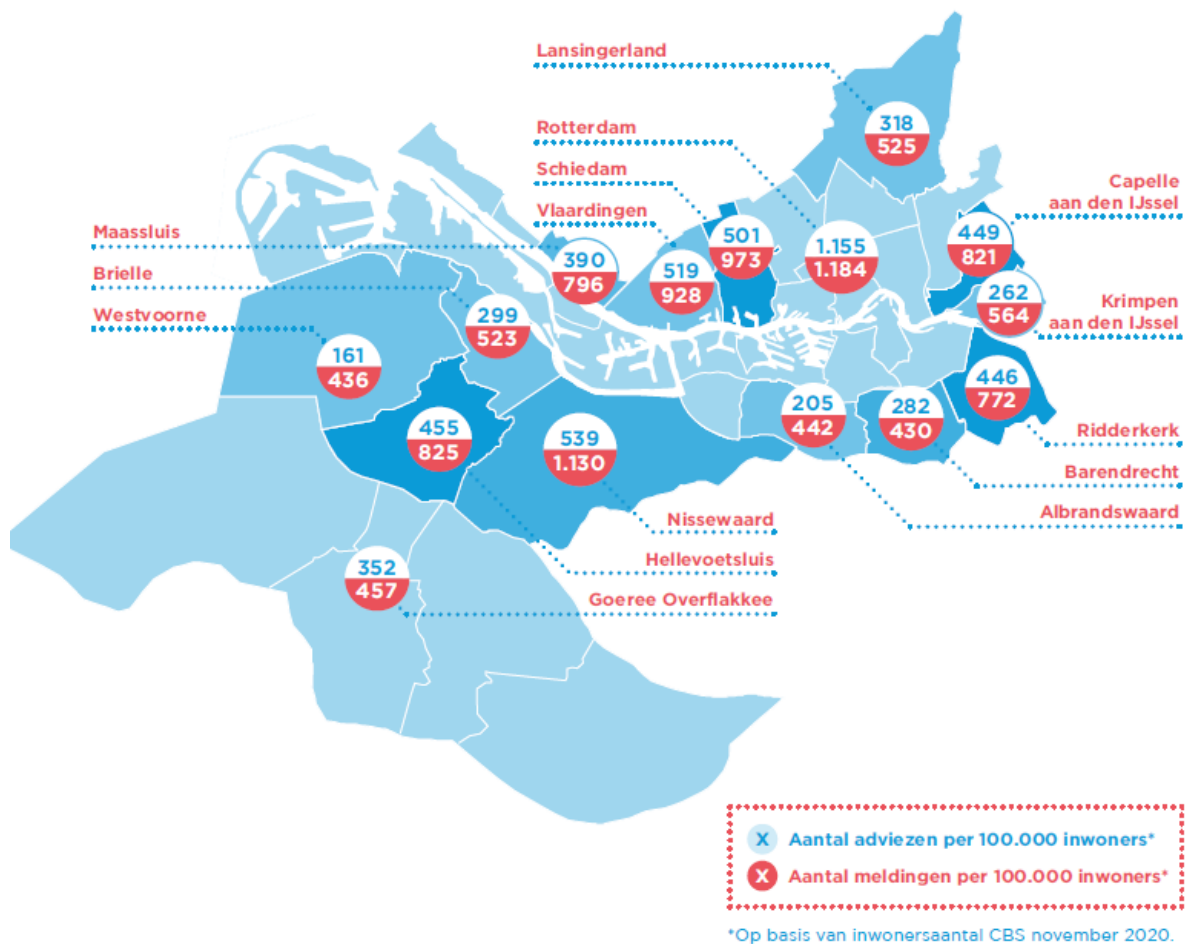 Lansingerland
318
525
Rotterdam
Schiedam
Vlaardingen
Capelle
aan den IJssel
Maassluis
Brielle
Westvoorne
390
796
519
928
501
973
1.155
1.184
449
821
262
564
Krimpen
aan den IJssel
299
523
161
436
455
825
539
1.130
205
442
282
430
446
772
Ridderkerk
Barendrecht
Albrandswaard
Nissewaard
Hellevoetsluis
Goeree Overflakkee
352
457
X Aantal adviezen per 100.000 inwoners*
X Aantal meldingen per 100.000 inwoners*
*Op basis van inwonersaantal CBS november 2020.